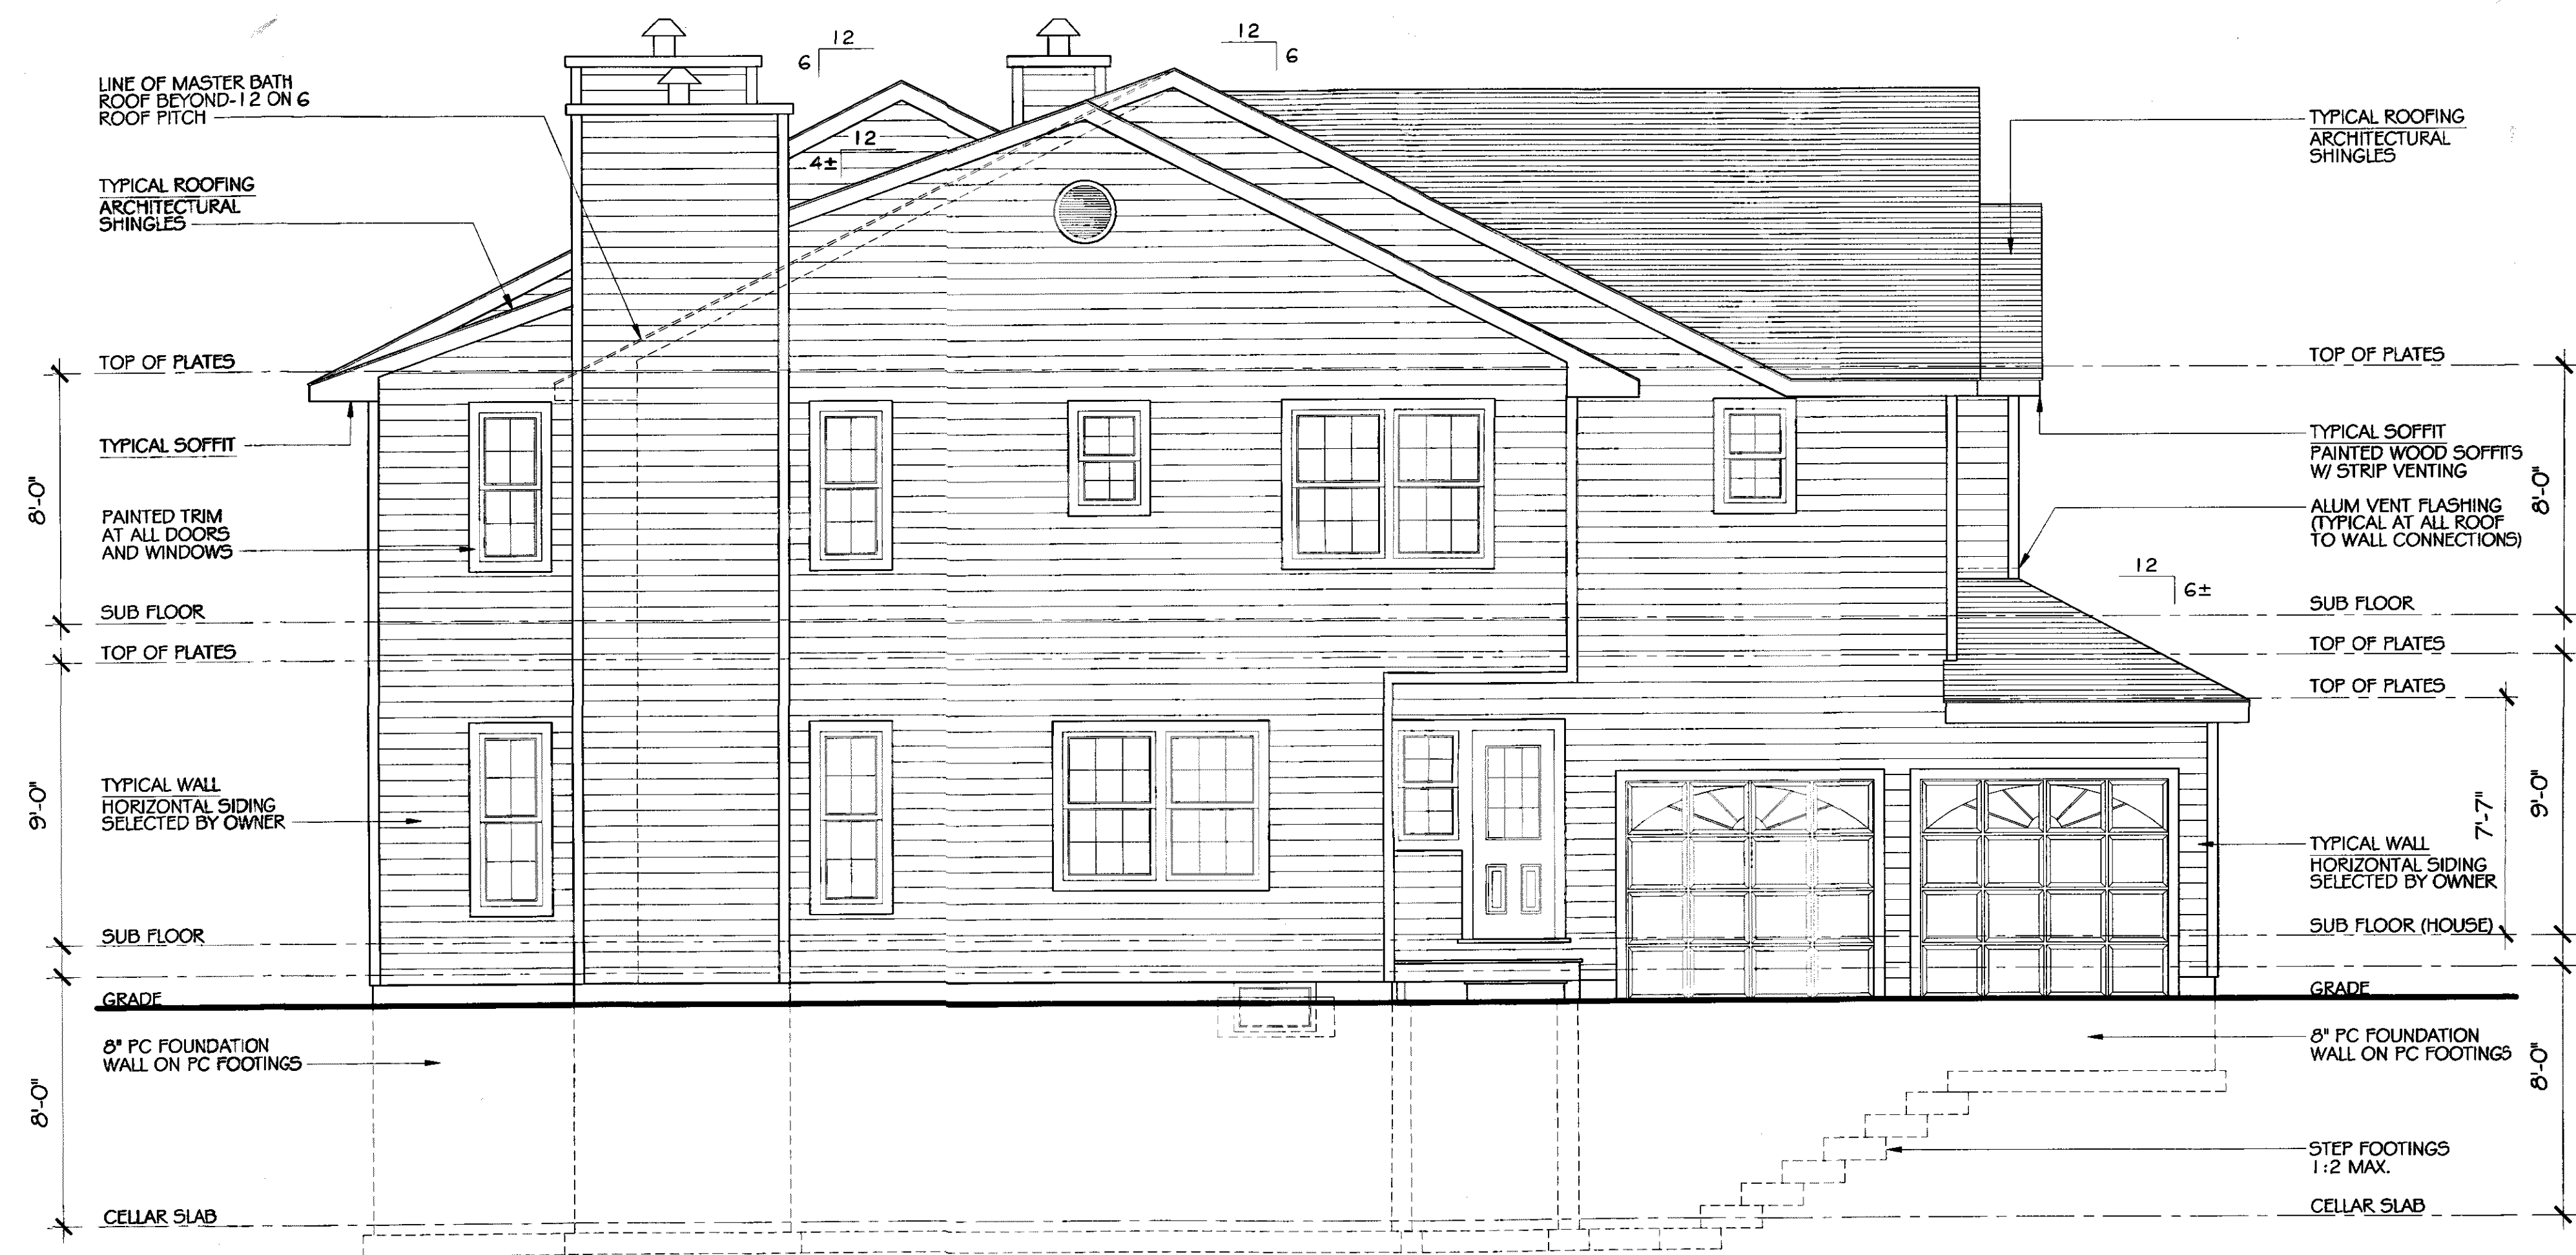 12
6
12
6
12
4±
LINE OF MASTER BATH
ROOF BEYOND-12 ON 6
ROOF PITCH
TYPICAL ROOFING
ARCHITECTURAL
SHINGLES
TOP OF PLATES
TYPICAL SOFFIT
8'-0"
PAINTED TRIM
AT ALL DOORS
AND WINDOWS
SUB FLOOR
TOP OF PLATES
9'-0"
TYPICAL WALL
HORIZONTAL SIDING
SELECTED BY OWNER
SUB FLOOR
GRADE
8" PC FOUNDATION
WALL ON PC FOOTINGS
8'-0"
CELLAR SLAB
TYPICAL ROOFING
ARCHITECTURAL
SHINGLES
TOP OF PLATES
TYPICAL SOFFIT
PAINTED WOOD SOFFITS
W/ STRIP VENTING
8'-0"
ALUM VENT FLASHING
(TYPICAL AT ALL ROOF
TO WALL CONNECTIONS)
12
6±
SUB FLOOR
TOP OF PLATES
TOP OF PLATES
7'-7"
9'-0"
TYPICAL WALL
HORIZONTAL SIDING
SELECTED BY OWNER
SUB FLOOR (HOUSE)
GRADE
8" PC FOUNDATION
WALL ON PC FOOTINGS
8'-0"
STEP FOOTINGS
1:2 MAX.
CELLAR SLAB